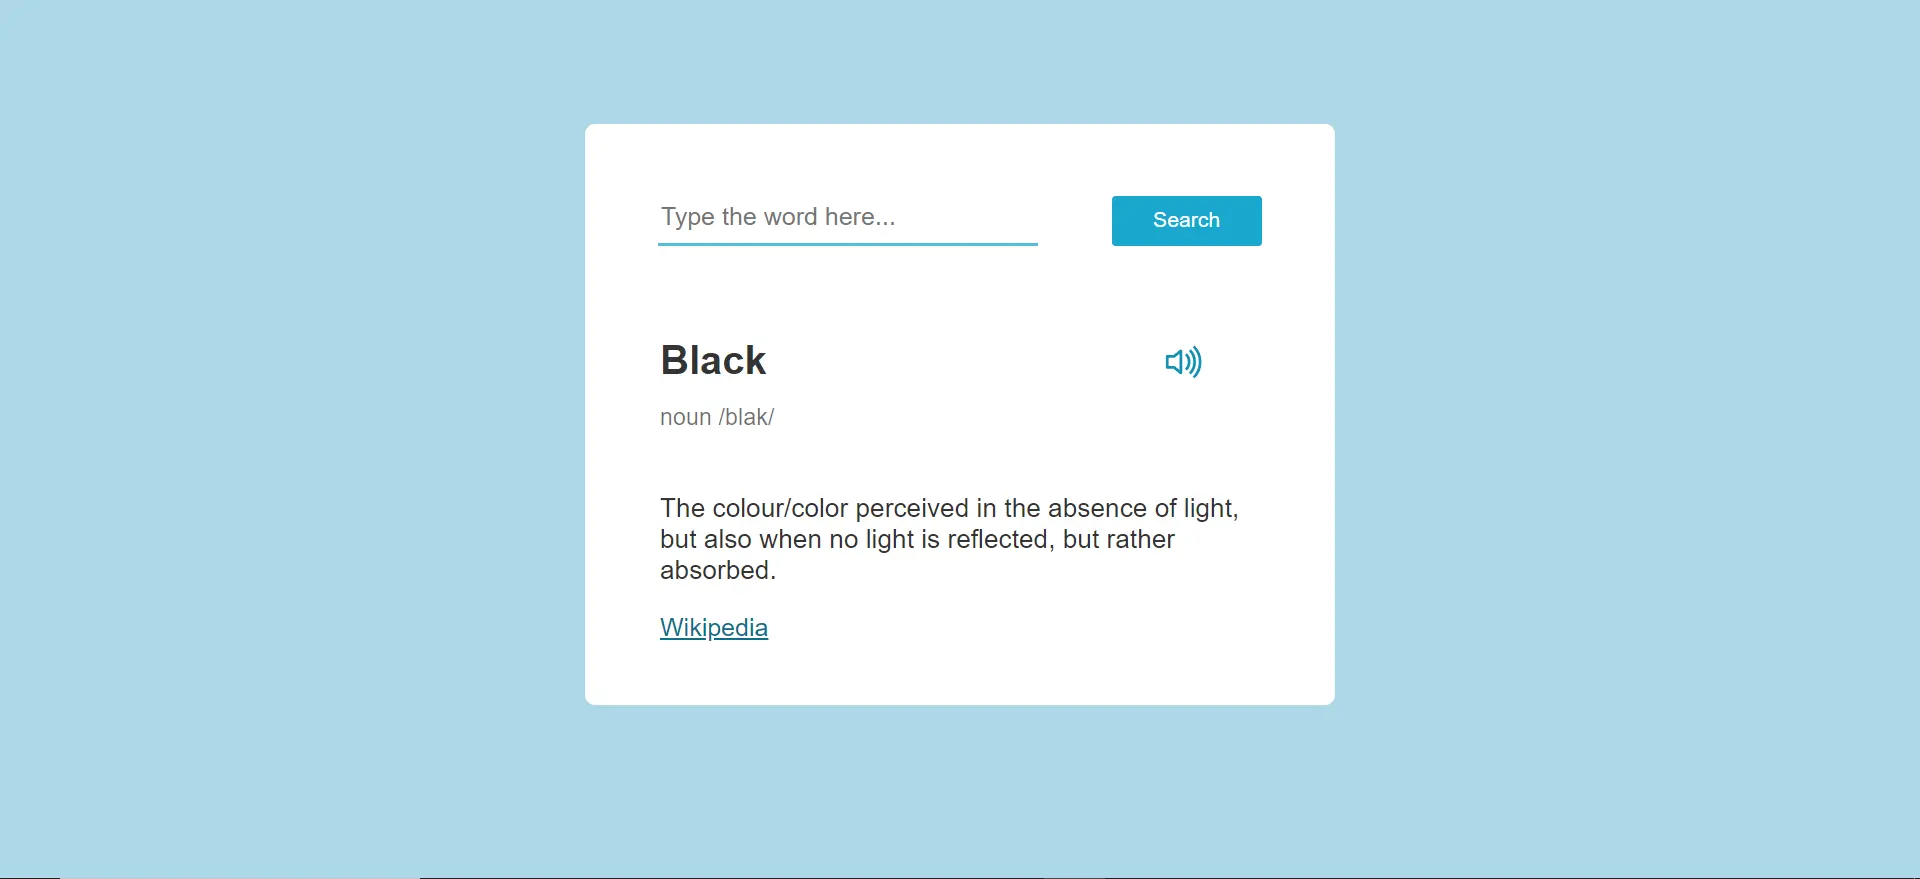 Type the word here...
Search
Black
noun /blak/
The colour/color perceived in the absence of light,
but also when no light is reflected, but rather
absorbed.
Wikipedia